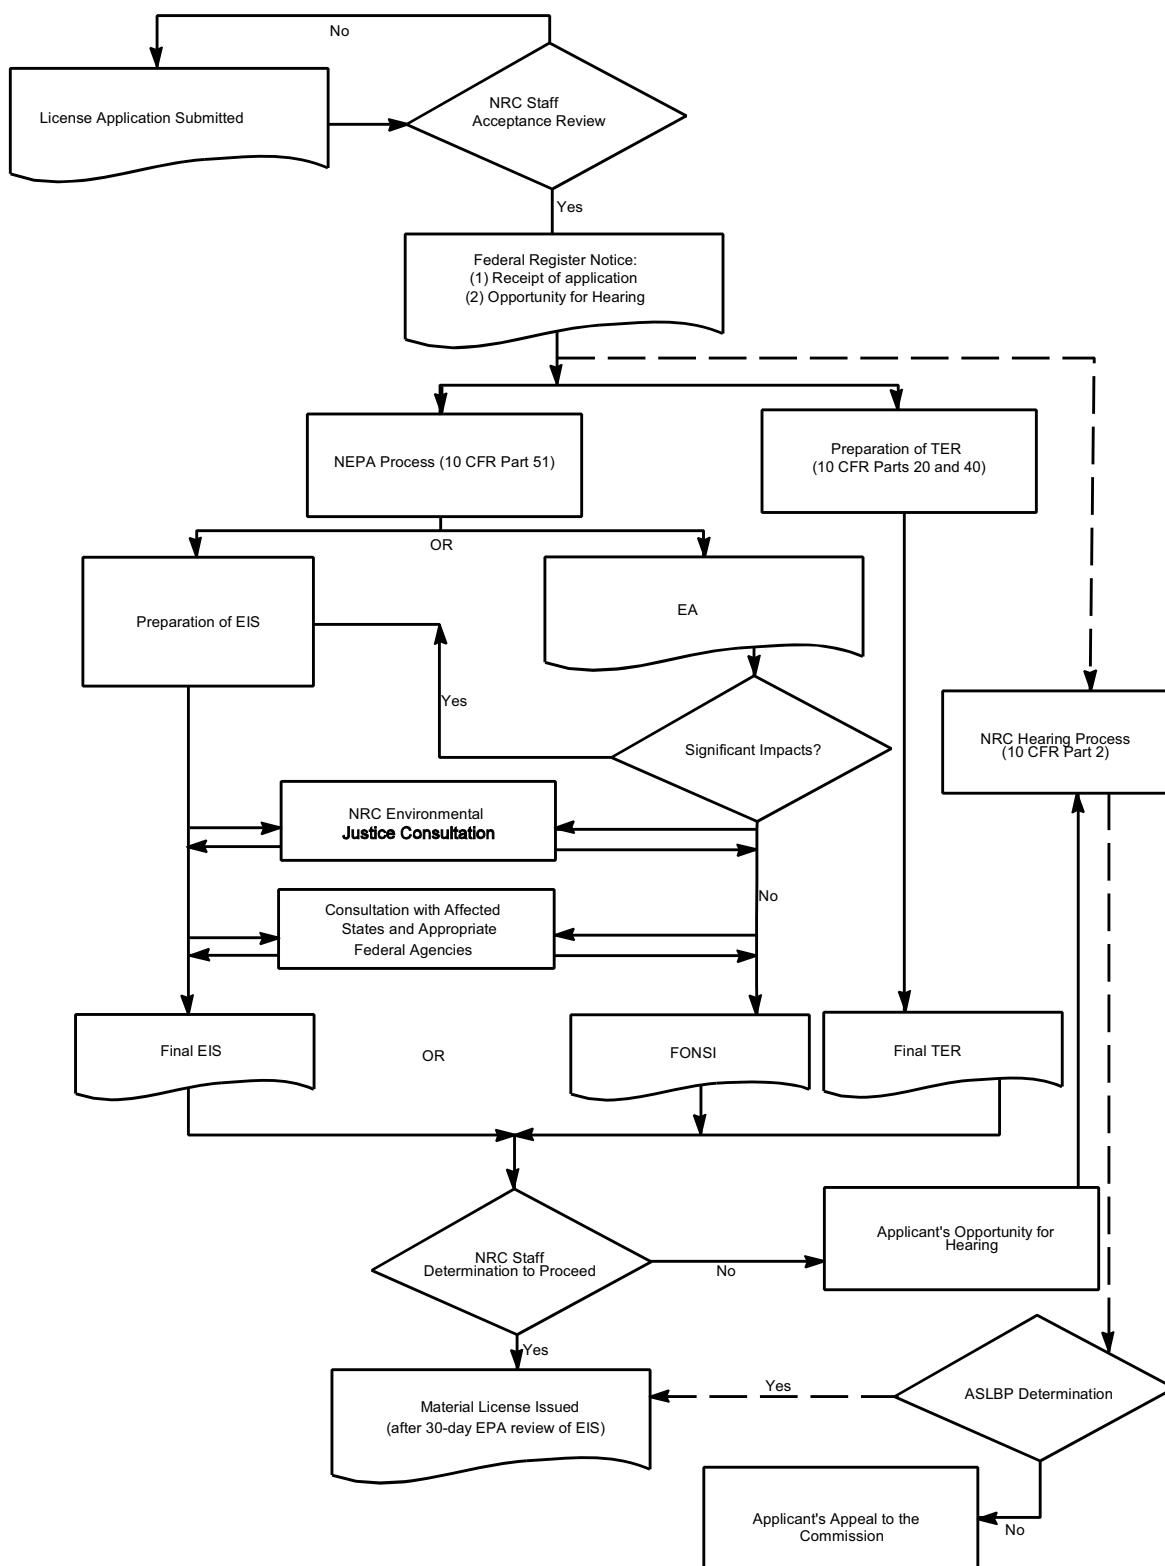 No
License Application Submitted
NRC Staff
Acceptance Review
Yes
Federal Register Notice:
(1) Receipt of application
(2) Opportunity for Hearing
NEPA Process (10 CFR Part 51)
Preparation of TER
(10 CFR Parts 20 and 40)
OR
Preparation of EIS
EA
Yes
Significant Impacts?
NRC Hearing Process
(10 CFR Part 2)
NRC Environmental
Justice Consultation
No
Consultation with Affected
States and Appropriate
Federal Agencies
Final EIS
OR
FONSI
Final TER
NRC Staff
Determination to Proceed
No
Applicant's Opportunity for
Hearing
Yes
Material License Issued
(after 30-day EPA review of EIS)
Yes
ASLBP Determination
Applicant's Appeal to the
Commission
No